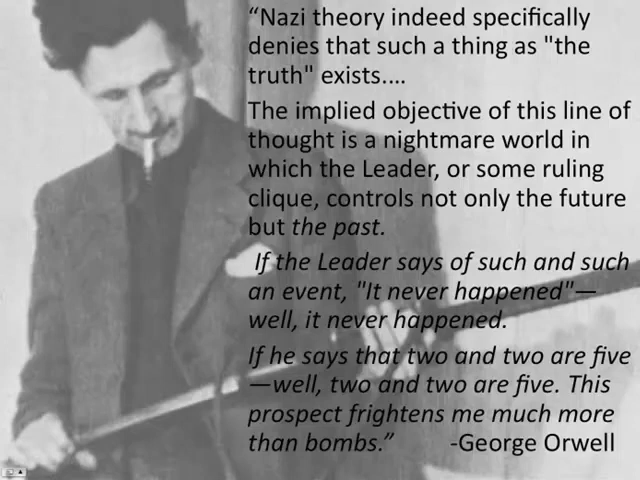 “Nazi theory indeed specifically
denies that such a thing as "the
truth" exists.…
The implied objective of this line of
thought is a nightmare world in
which the Leader, or some ruling
clique, controls not only the future
but the past.
If the Leader says of such and such
an event, "It never happened"—
well, it never happened.
If he says that two and two are five
—well, two and two are five. This
prospect frightens me much more
than bombs.” -George Orwell